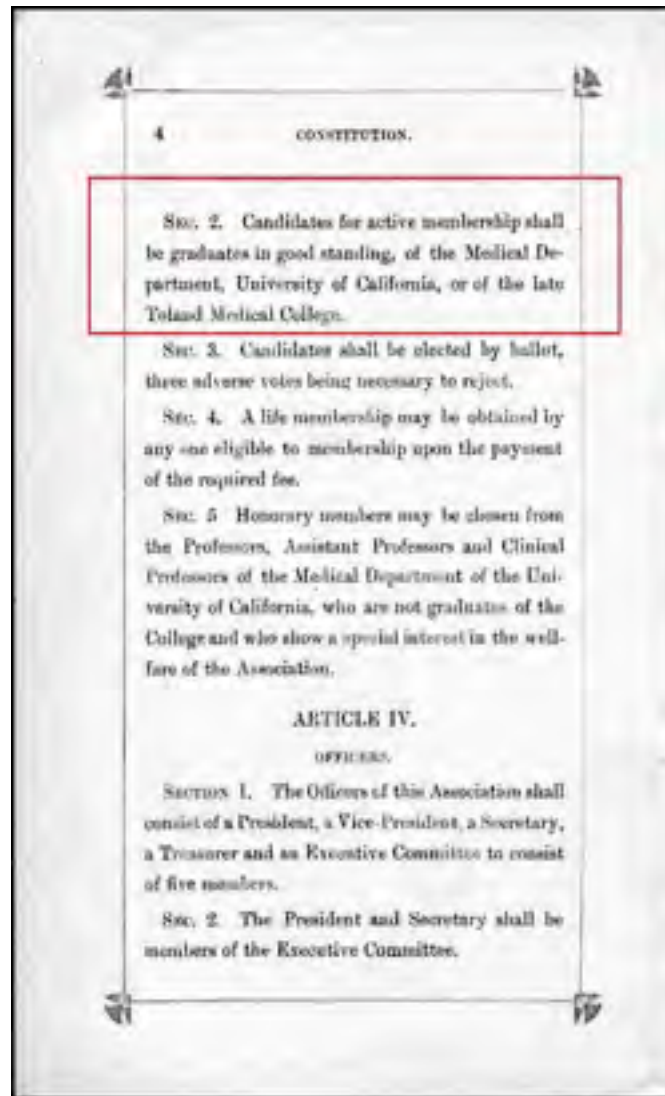 4 CONSTITUTION.
SEC. 2. Candidates for active membership shall
be graduates in good standing, of the Medical De-
partment, University of California, or of the late
Toland Medical College.
SEC. 3. Candidates shall be elected by ballot,
three adverse votes being necessary to reject.
SEC. 4. A life membership may be obtained by
any one eligible to membership upon the payment
of the required fee.
SEC. 5 Honorary members may be chosen from
the Professors, Assistant Professors and Clinical
Professors of the Medical Department of the Uni-
versity of California, who are not graduates of the
College and who show a special interest in the wel-
fare of the Association.
ARTICLE IV.
OFFICERS.
SECTION 1. The Officers of this Association shall
consist of a President, a Vice-President, a Secretary,
a Treasurer and an Executive Committee to consist
of five members.
SEC. 2. The President and Secretary shall be
members of the Executive Committee.